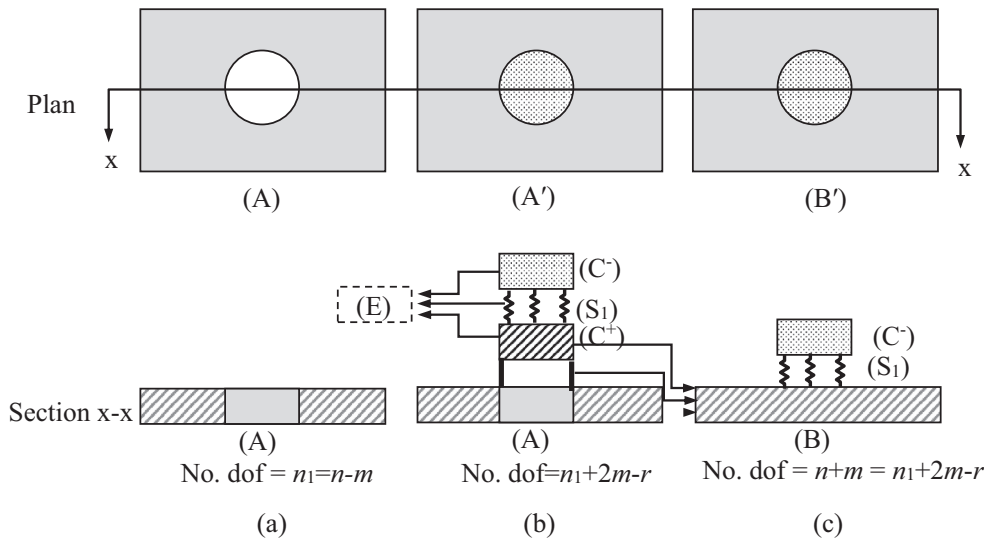 Plan
x
x
(A)
(A′)
(B′)
(C⁻)
(E)
(S₁)
(C⁺)
(C⁻)
(S₁)
Section x-x
(A)
(A)
(B)
No. dof = n₁=n-m
No. dof=n₁+2m-r
No. dof = n+m = n₁+2m-r
(a)
(b)
(c)